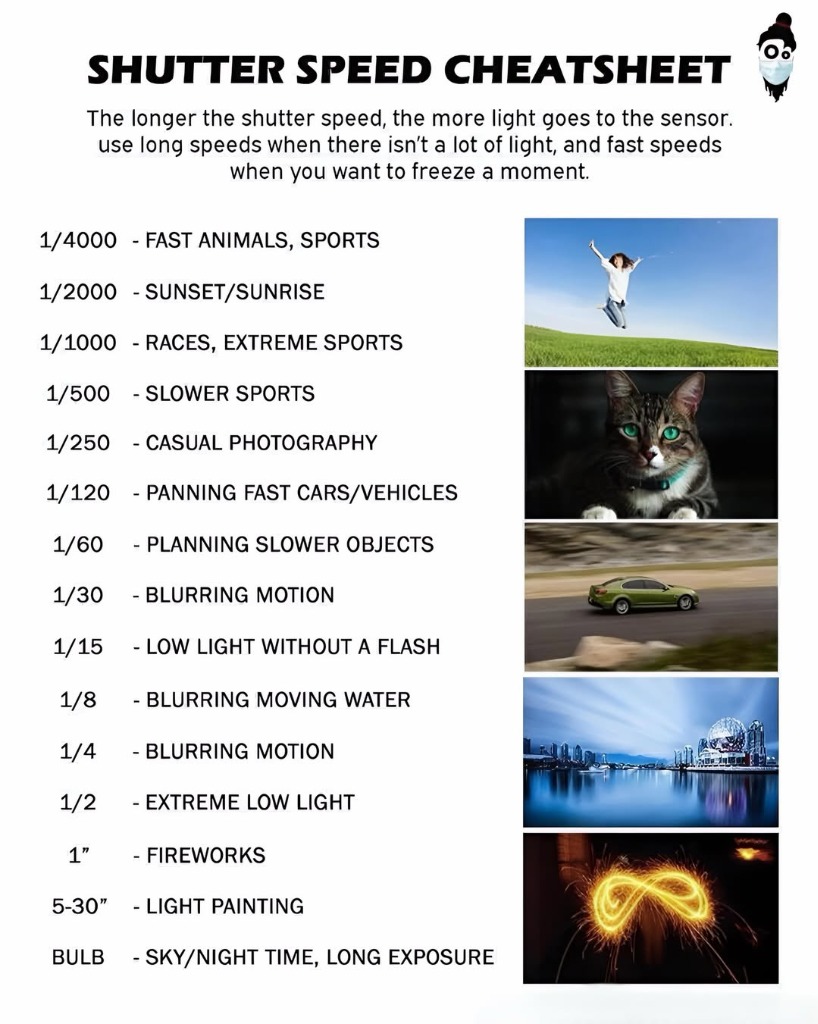 SHUTTER SPEED CHEATSHEET
The longer the shutter speed, the more light goes to the sensor.
use long speeds when there isn't a lot of light, and fast speeds
when you want to freeze a moment.
1/4000 - FAST ANIMALS, SPORTS
1/2000 - SUNSET/SUNRISE
1/1000 - RACES, EXTREME SPORTS
1/500 - SLOWER SPORTS
1/250 - CASUAL PHOTOGRAPHY
1/120 - PANNING FAST CARS/VEHICLES
1/60 - PLANNING SLOWER OBJECTS
1/30 - BLURRING MOTION
1/15 - LOW LIGHT WITHOUT A FLASH
1/8 - BLURRING MOVING WATER
1/4 - BLURRING MOTION
1/2 - EXTREME LOW LIGHT
1” - FIREWORKS
5-30” - LIGHT PAINTING
BULB - SKY/NIGHT TIME, LONG EXPOSURE